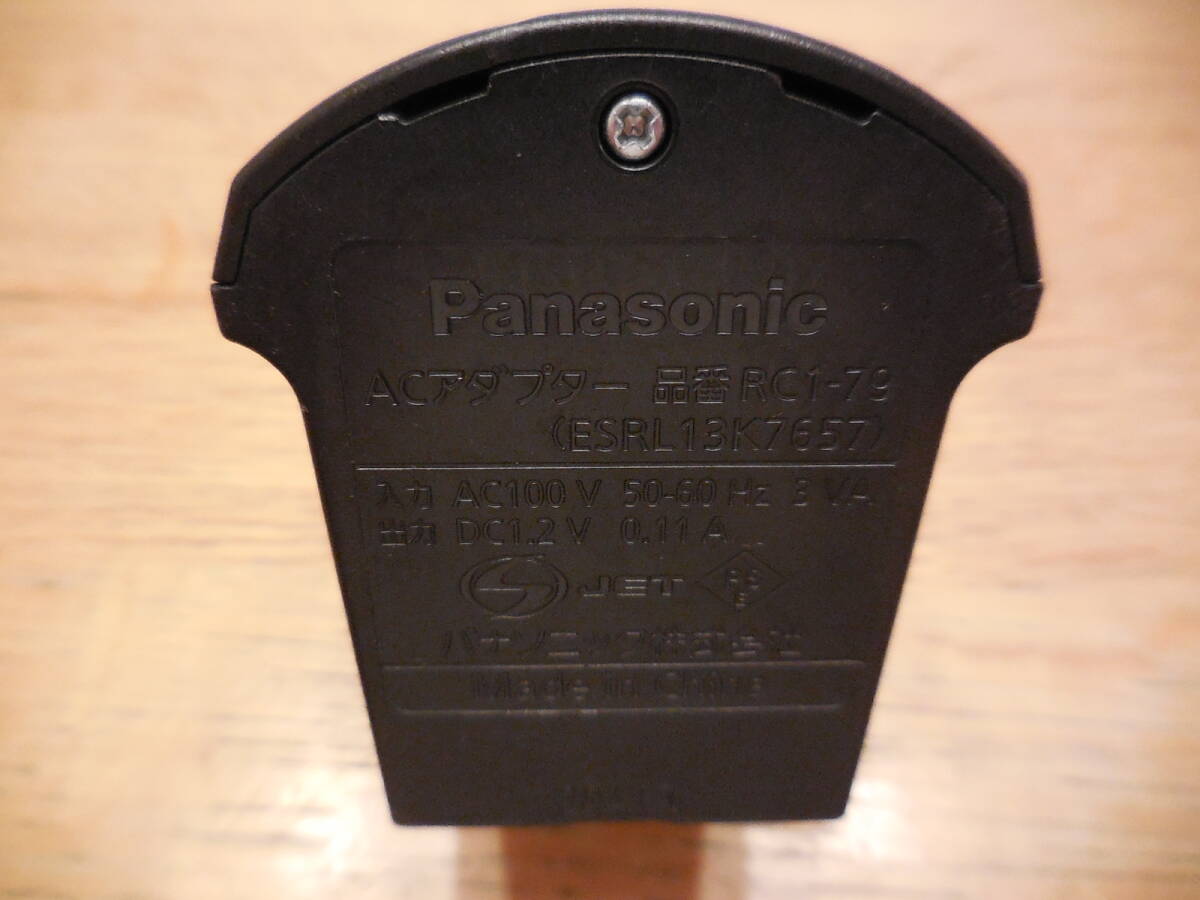 Panasonic
ACアダプター 品番 RC1-79
(ESRL13K7657)
入力 AC100 V 50-60 Hz 3 VA
出力 DC1.2 V 0.11 A
S JET PS E
パナソニック株式会社
Made in China